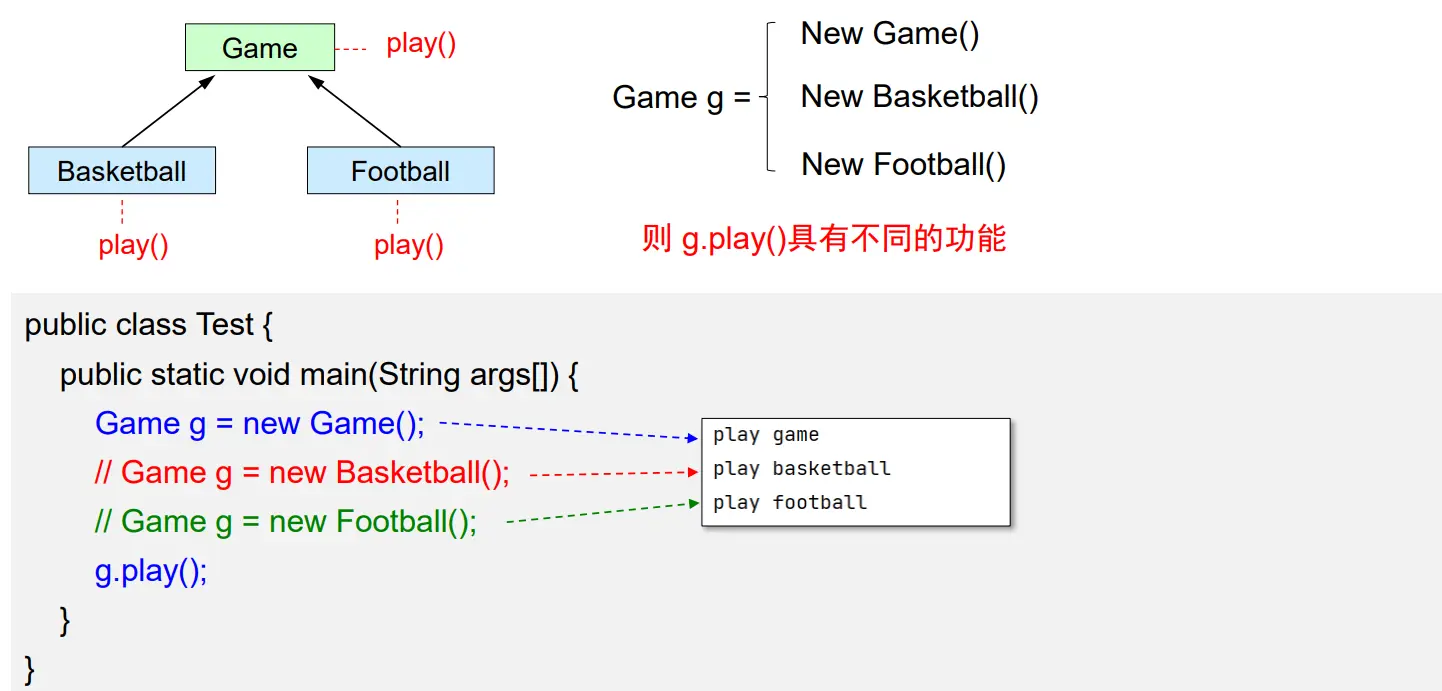 Game
play()
Basketball
Football
play()
play()
Game g =
New Game()
New Basketball()
New Football()
则 g.play()具有不同的功能
public class Test {
public static void main(String args[]) {
Game g = new Game();
// Game g = new Basketball();
// Game g = new Football();
g.play();
}
}
play game
play basketball
play football